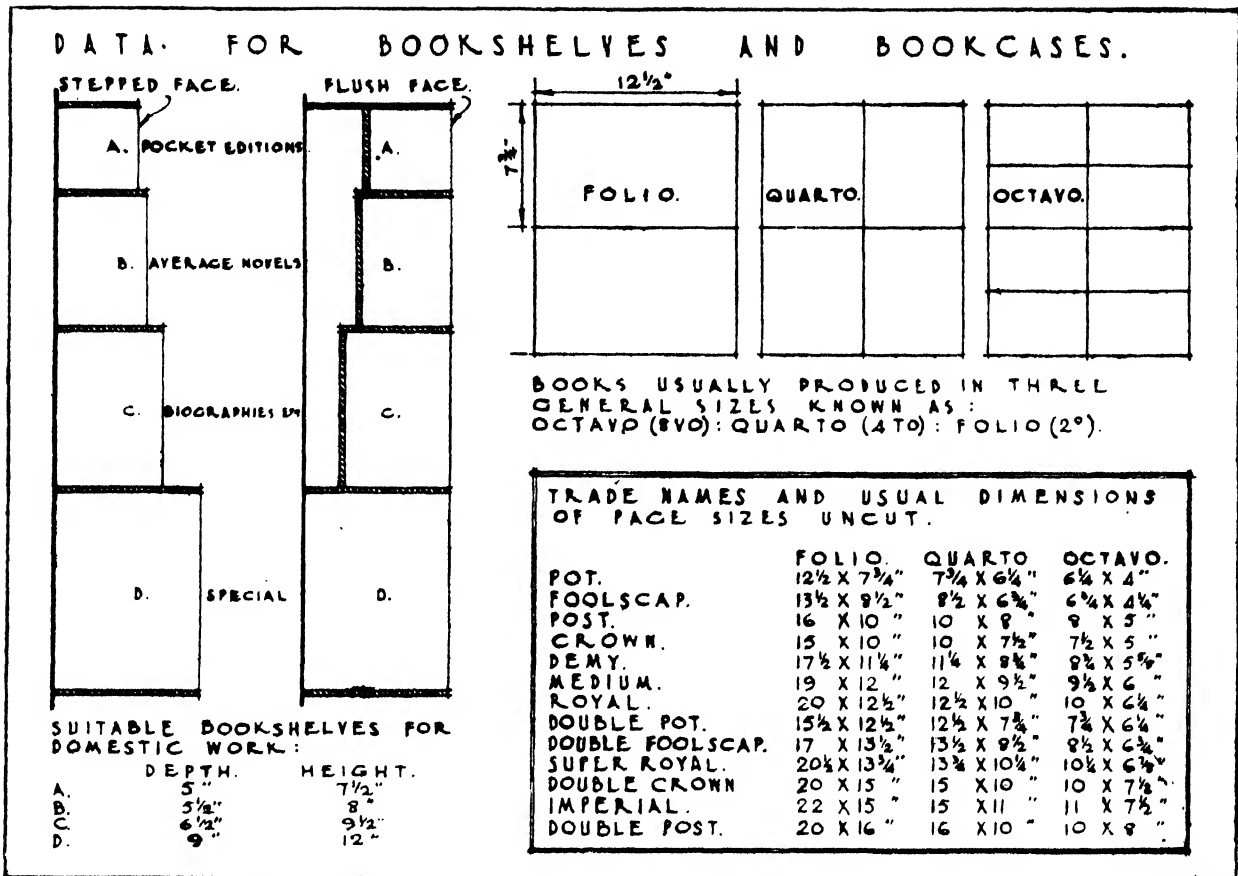 DATA. FOR BOOKSHELVES AND BOOKCASES.
STEPPED FACE.
FLUSH FACE.
A. POCKET EDITIONS
A.
B. AVERAGE NOVELS
B.
C. BIOGRAPHIES ETC
C.
D. SPECIAL
D.
SUITABLE BOOKSHELVES FOR
DOMESTIC WORK:
DEPTH. HEIGHT.
A. 5" 7½"
B. 5½" 8"
C. 6½" 9½"
D. 9" 12"
12½"
7¾"
FOLIO.
QUARTO.
OCTAVO.
BOOKS USUALLY PRODUCED IN THREE
GENERAL SIZES KNOWN AS:
OCTAVO (8VO): QUARTO (4TO): FOLIO (2°).
TRADE NAMES AND USUAL DIMENSIONS
OF PAGE SIZES UNCUT.
FOLIO. QUARTO OCTAVO.
POT. 12½ X 7¾" 7¾ X 6¼" 6¼ X 4"
FOOLSCAP. 13½ X 8½" 8½ X 6¾" 6¾ X 4¼"
POST. 16 X 10" 10 X 8" 8 X 5"
CROWN. 15 X 10" 10 X 7½" 7½ X 5"
DEMY. 17½ X 11¼" 11¼ X 8¾" 8¾ X 5⅝"
MEDIUM. 19 X 12" 12 X 9½" 9½ X 6"
ROYAL. 20 X 12½" 12½ X 10" 10 X 6¼"
DOUBLE POT. 15½ X 12½" 12½ X 7¾" 7¾ X 6¼"
DOUBLE FOOLSCAP. 17 X 13½" 13½ X 8½" 8½ X 6¾"
SUPER ROYAL. 20½ X 13¾" 13¾ X 10¼" 10¼ X 6⅞"
DOUBLE CROWN 20 X 15" 15 X 10" 10 X 7½"
IMPERIAL. 22 X 15" 15 X 11" 11 X 7½"
DOUBLE POST. 20 X 16" 16 X 10" 10 X 8"